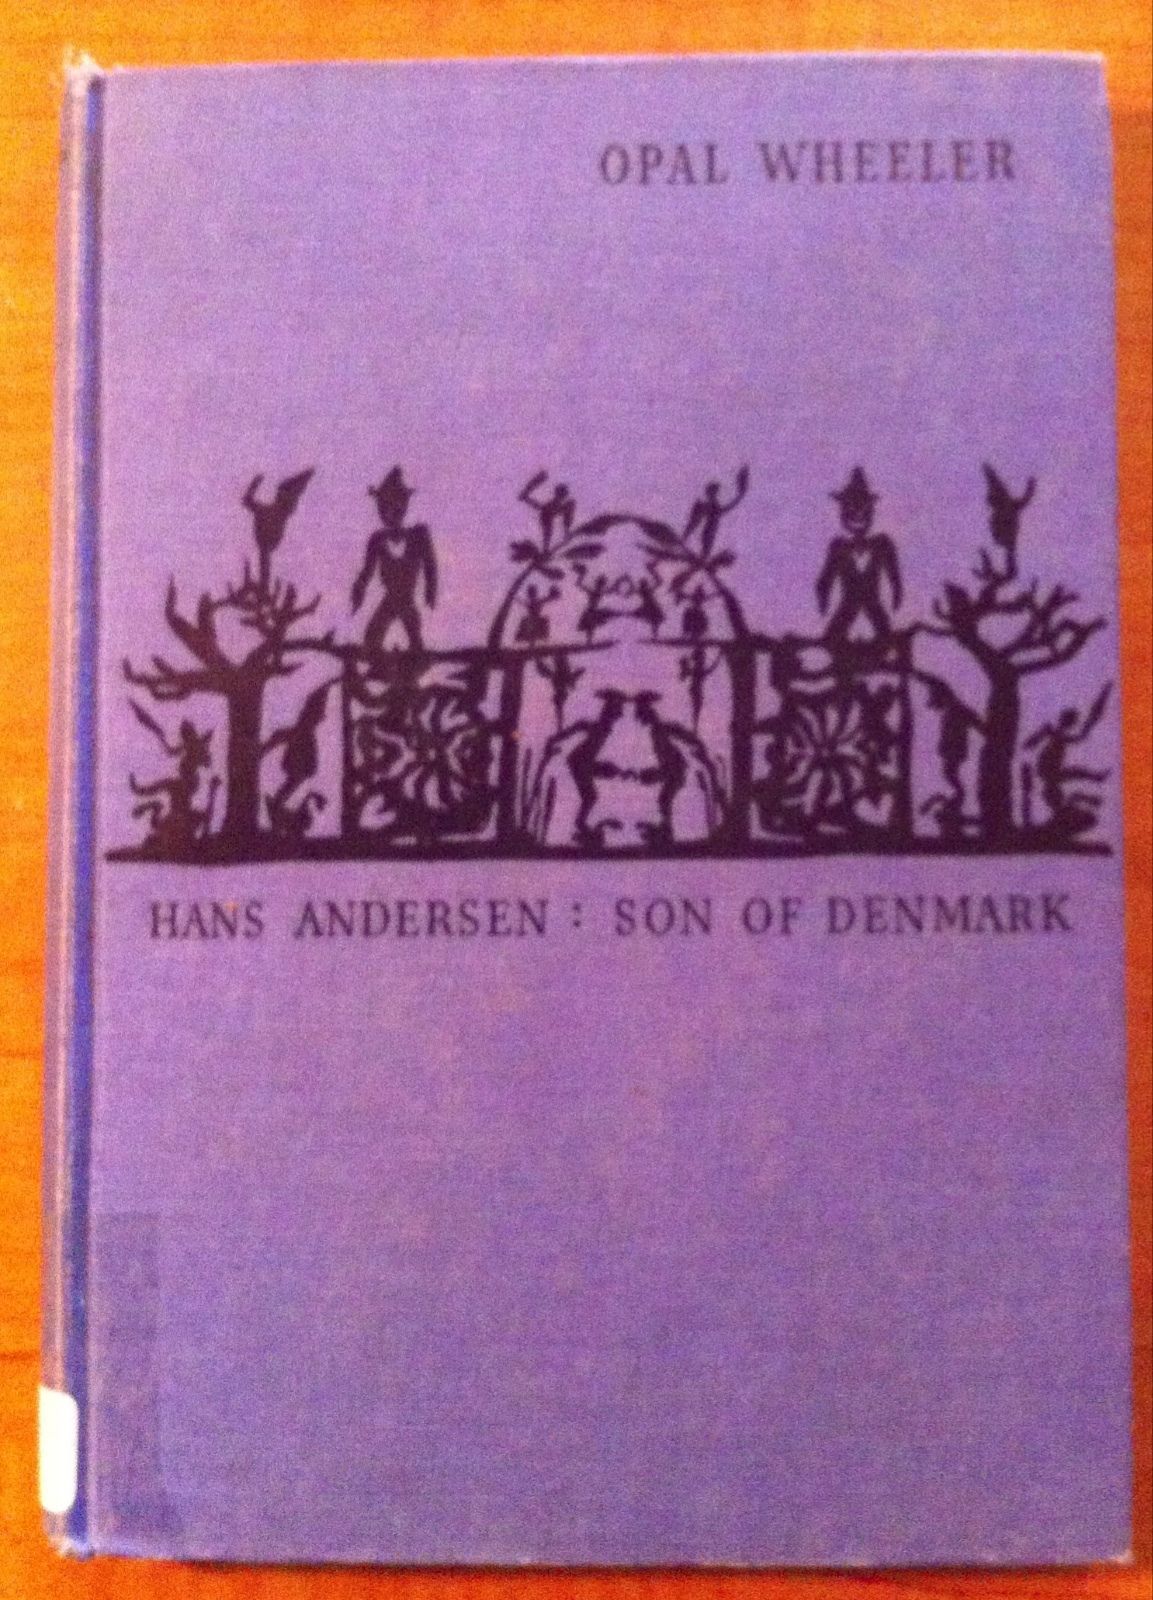 OPAL WHEELER
HANS ANDERSEN : SON OF DENMARK